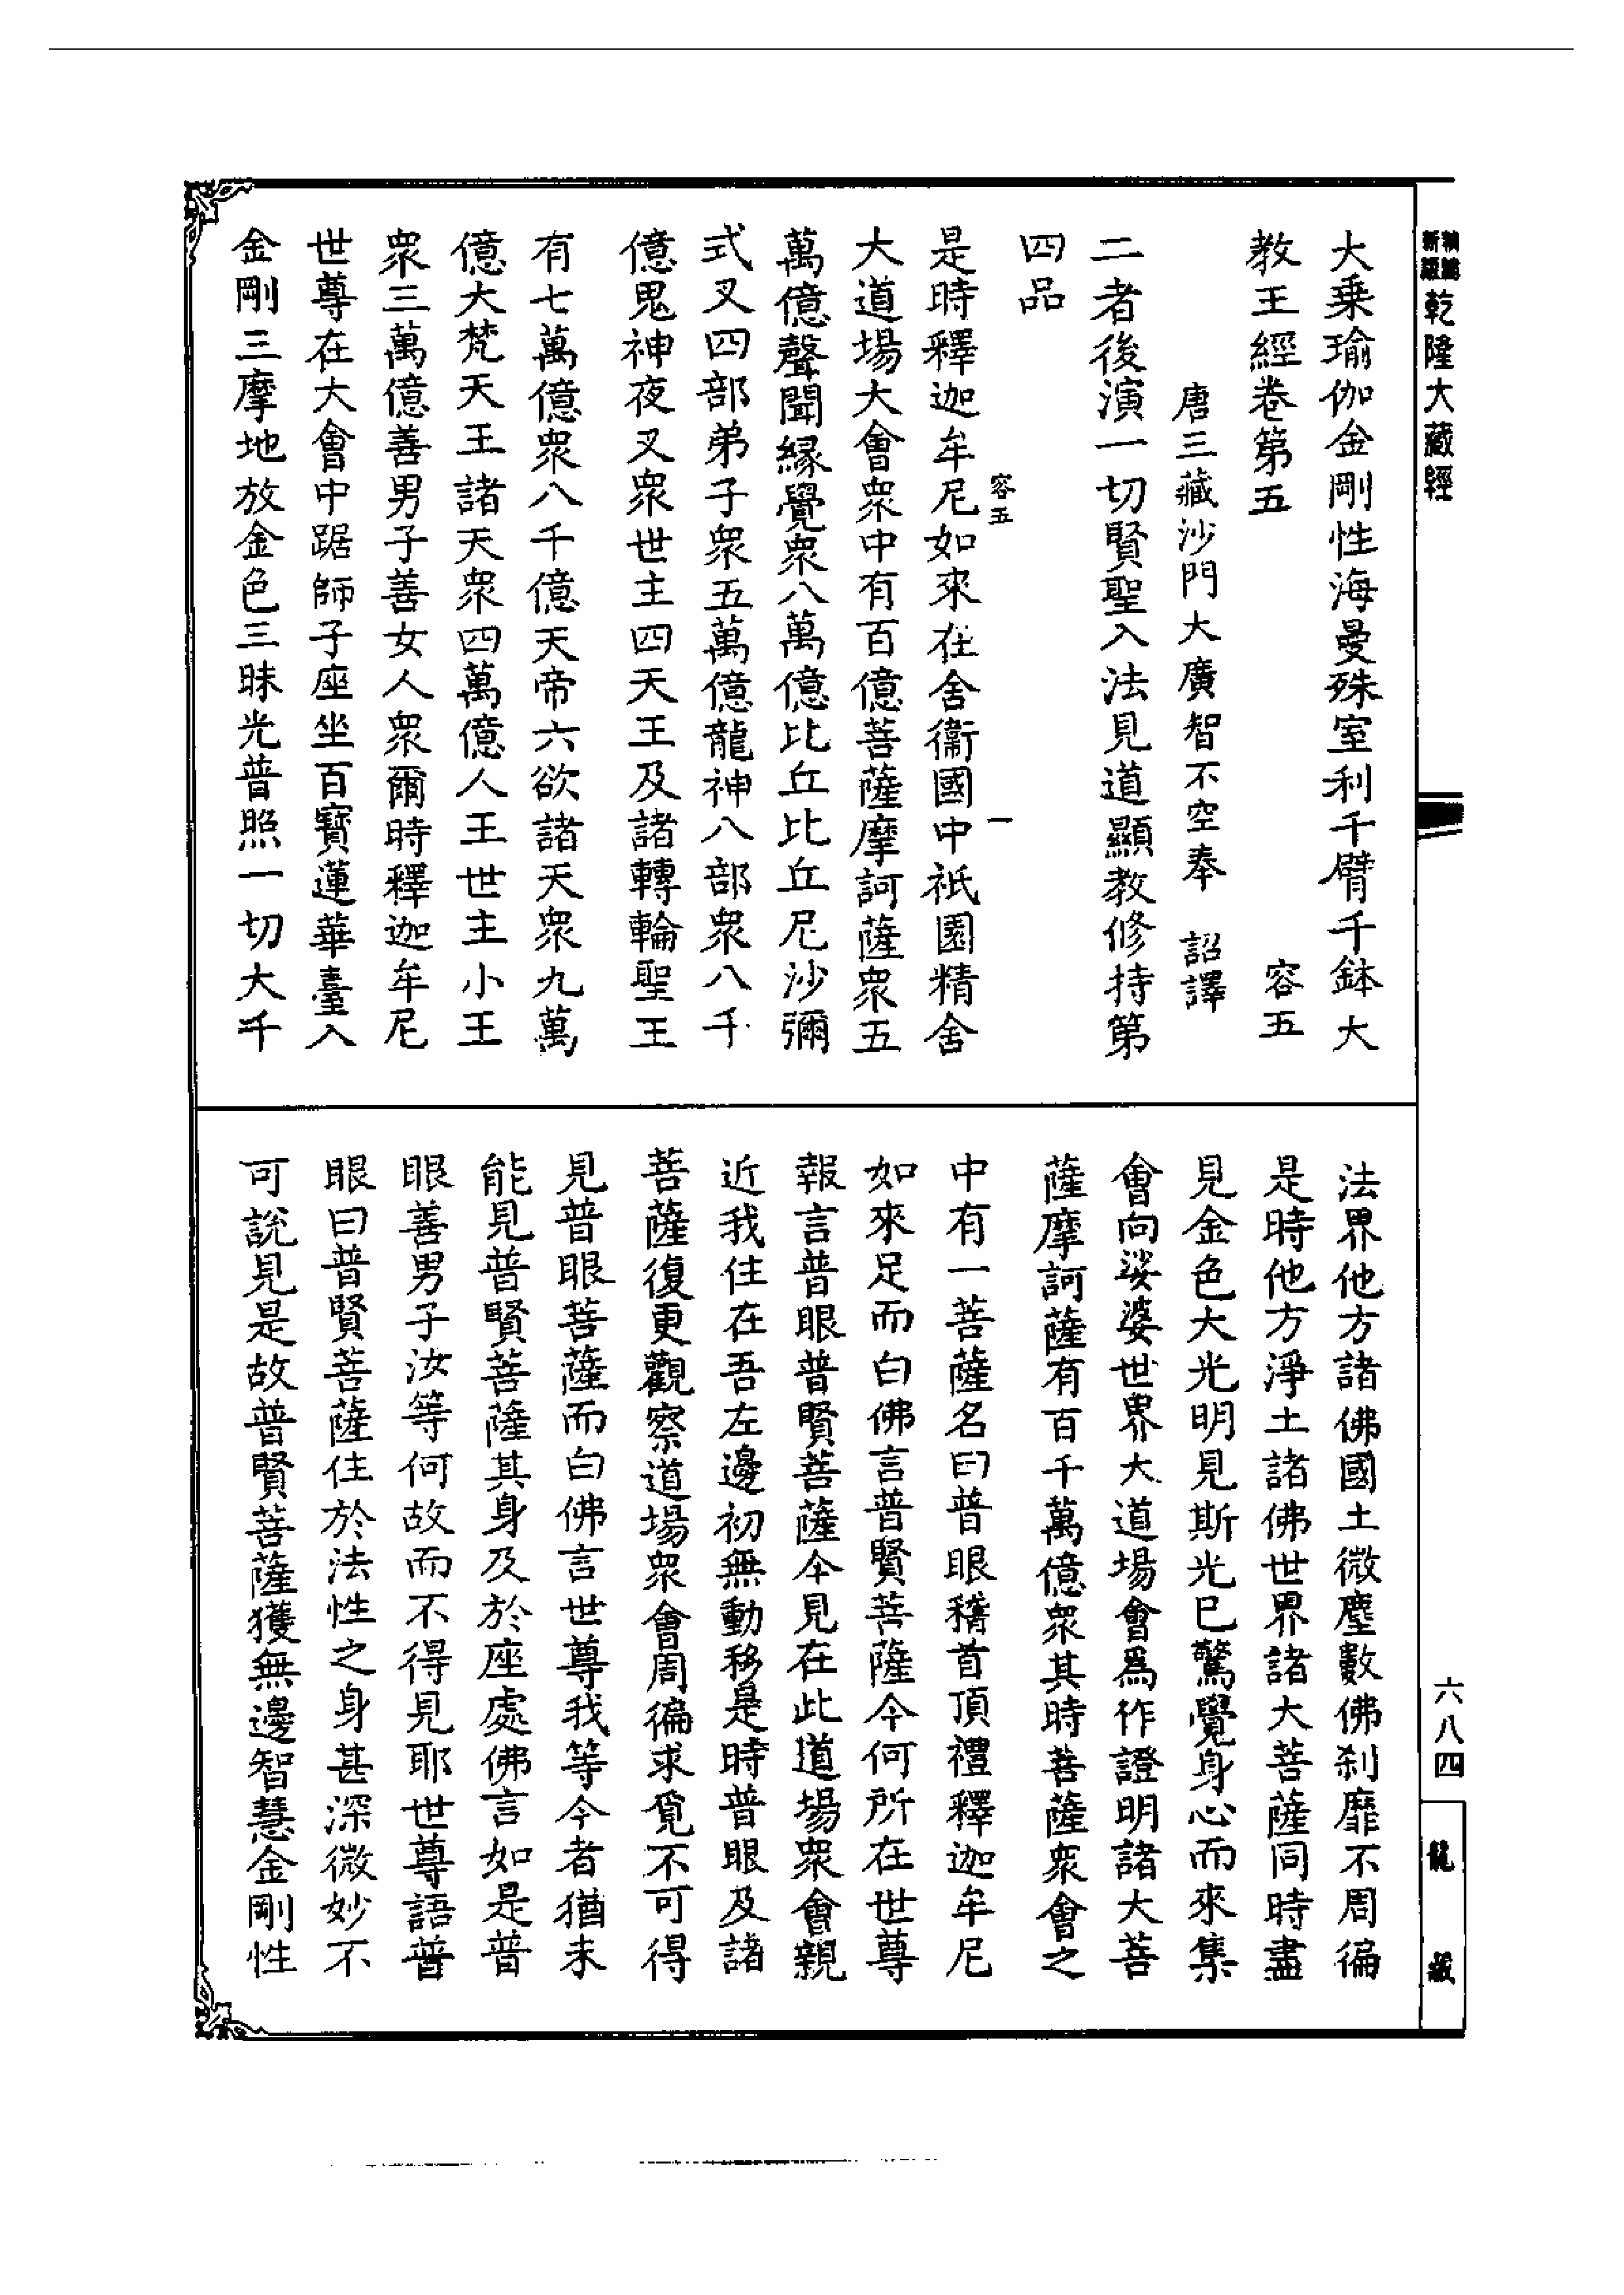 乾隆大藏經
大乗瑜伽金剛性海曼殊室利千臂千鉢大
教王經卷第五 容五
唐三藏沙門大廣智不空奉 詔譯
二者後演一切賢聖入法見道顯教修持第
四品
容五 一
是時釋迦牟尼如來在舍衞國中祇園精舍
大道場大會衆中有百億菩薩摩訶薩衆五
萬億聲聞緣覺衆八萬億比丘比丘尼沙彌
式叉四部弟子衆五萬億龍神八部衆八千
億鬼神夜叉衆世主四天王及諸轉輪聖王
有七萬億衆八千億天帝六欲諸天衆九萬
億大梵天王諸天衆四萬億人王世主小王
衆三萬億善男子善女人衆爾時釋迦牟尼
世尊在大會中踞師子座坐百寶蓮華臺入
金剛三摩地放金色三昧光普照一切大千
法界他方諸佛國土微塵數佛刹靡不周徧
是時他方淨土諸佛世界諸大菩薩同時盡
見金色大光明見斯光已驚覺身心而來集
會向娑婆世界大道場會爲作證明諸大菩
薩摩訶薩有百千萬億衆其時菩薩衆會之
中有一菩薩名曰普眼稽首頂禮釋迦牟尼
如來足而白佛言普賢菩薩今何所在世尊
報言普眼普賢菩薩今見在此道場衆會親
近我住在吾左邊初無動移是時普眼及諸
菩薩復更觀察道場衆會周徧求覓不可得
見普眼菩薩而白佛言世尊我等今者猶未
能見普賢菩薩其身及於座處佛言如是普
眼善男子汝等何故而不得見耶世尊語普
眼曰普賢菩薩住於法性之身甚深微妙不
可說見是故普賢菩薩獲無邊智慧金剛性
六八四
龍藏